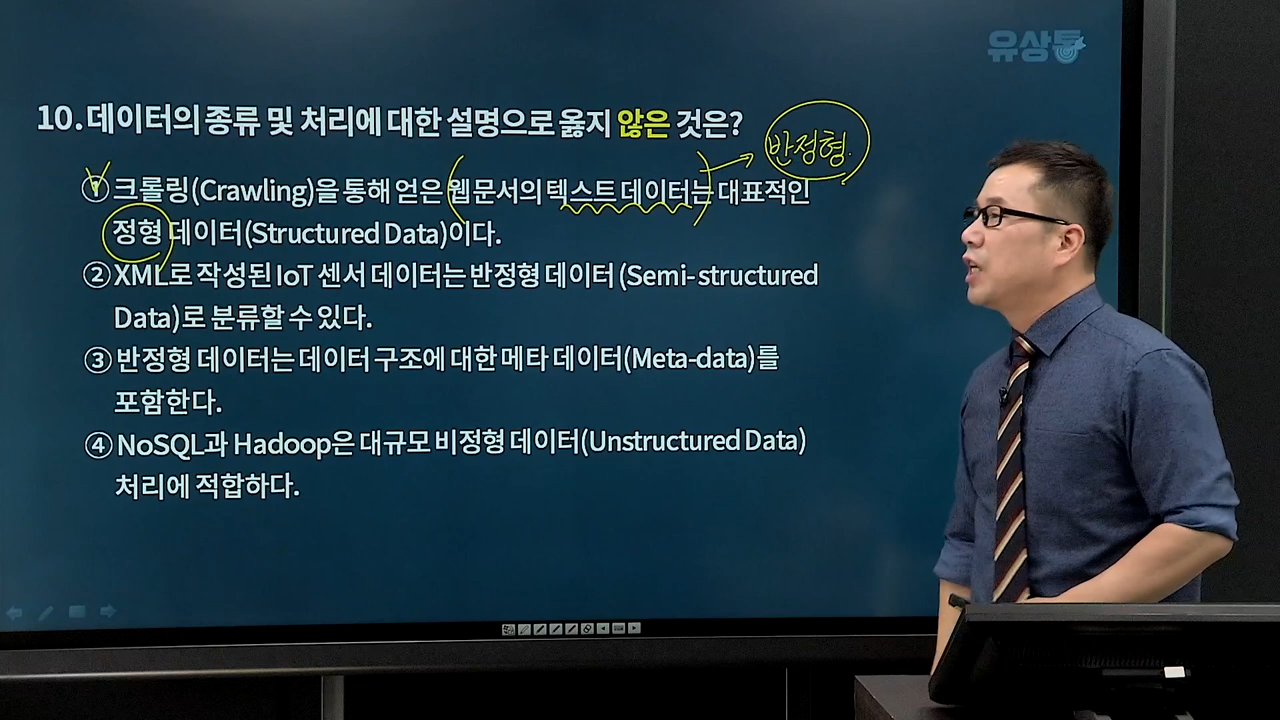 유상통
10. 데이터의 종류 및 처리에 대한 설명으로 옳지 않은 것은?
반정형.
① 크롤링(Crawling)을 통해 얻은 웹문서의 텍스트 데이터는 대표적인
정형 데이터(Structured Data)이다.
② XML로 작성된 IoT 센서 데이터는 반정형 데이터 (Semi-structured
Data)로 분류할 수 있다.
③ 반정형 데이터는 데이터 구조에 대한 메타 데이터(Meta-data)를
포함한다.
④ NoSQL과 Hadoop은 대규모 비정형 데이터(Unstructured Data)
처리에 적합하다.